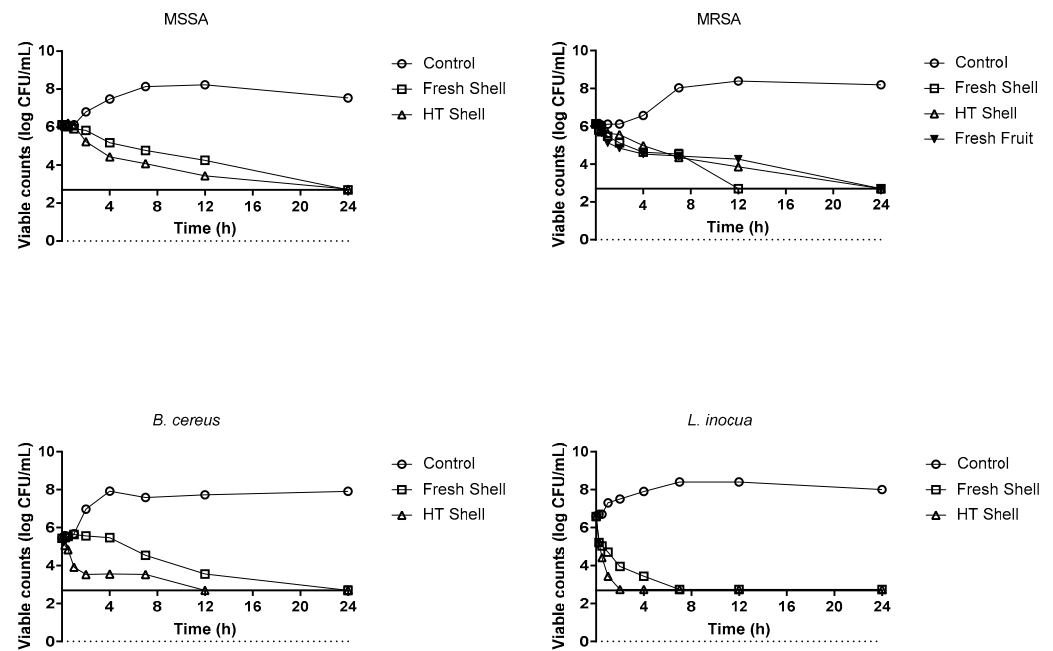 MSSA
10
8
6
4
2
0
4 8 12 16 20 24
Time (h)
Viable counts (log CFU/mL)
Control
Fresh Shell
HT Shell
MRSA
10
8
6
4
2
0
4 8 12 16 20 24
Time (h)
Viable counts (log CFU/mL)
Control
Fresh Shell
HT Shell
Fresh Fruit
B. cereus
10
8
6
4
2
0
4 8 12 16 20 24
Time (h)
Viable counts (log CFU/mL)
Control
Fresh Shell
HT Shell
L. inocua
10
8
6
4
2
0
4 8 12 16 20 24
Time (h)
Viable counts (log CFU/mL)
Control
Fresh Shell
HT Shell